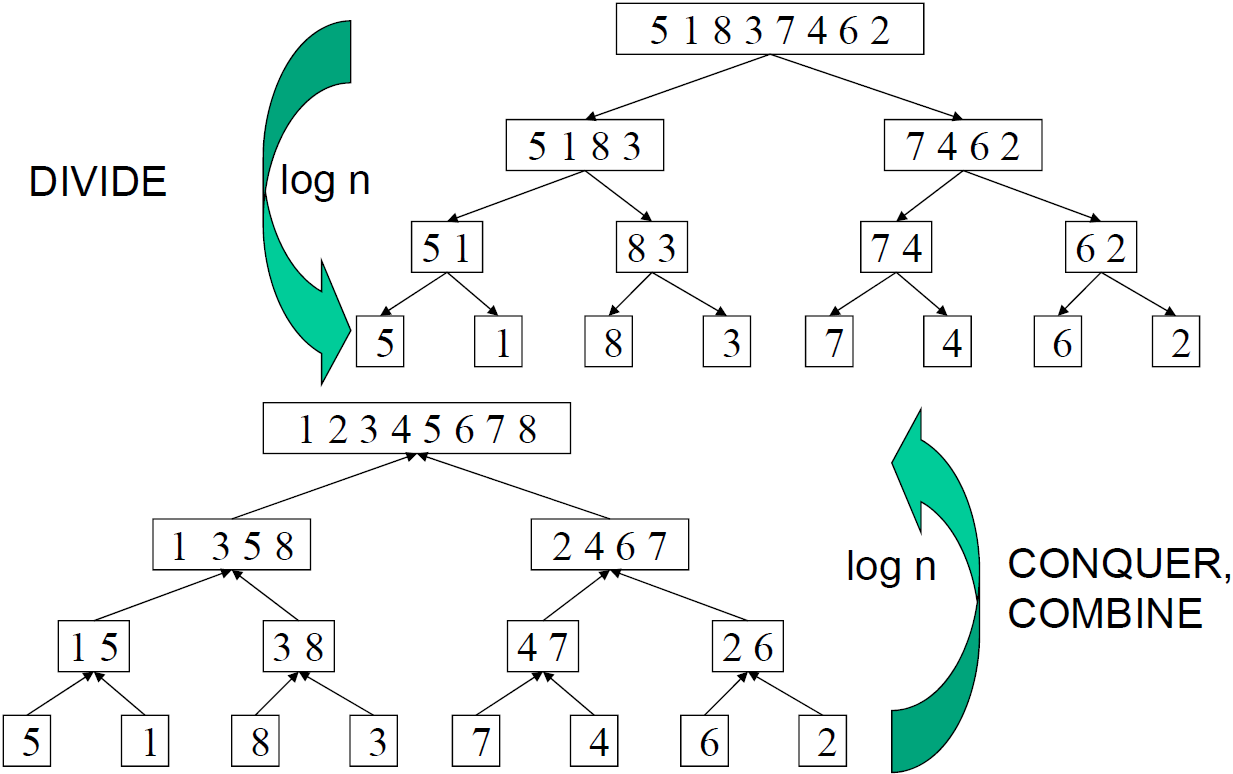 5 1 8 3 7 4 6 2
5 1 8 3
7 4 6 2
DIVIDE
log n
5 1
8 3
7 4
6 2
5
1
8
3
7
4
6
2
1 2 3 4 5 6 7 8
1 3 5 8
2 4 6 7
log n
CONQUER,
COMBINE
1 5
3 8
4 7
2 6
5
1
8
3
7
4
6
2